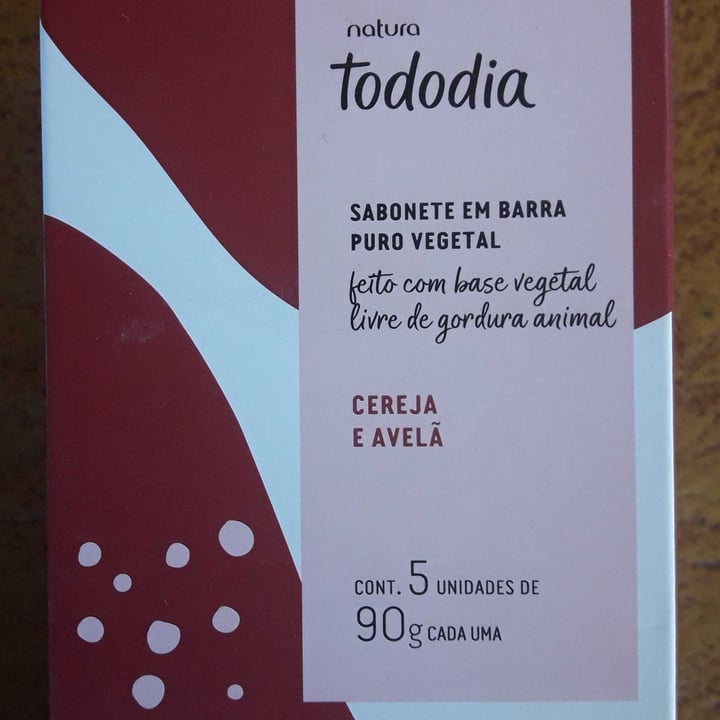 natura
Tododia
SABONETE EM BARRA
PURO VEGETAL
feito com base vegetal
livre de gordura animal
CEREJA
E AVELÃ
CONT. 5 UNIDADES DE
90g CADA UMA